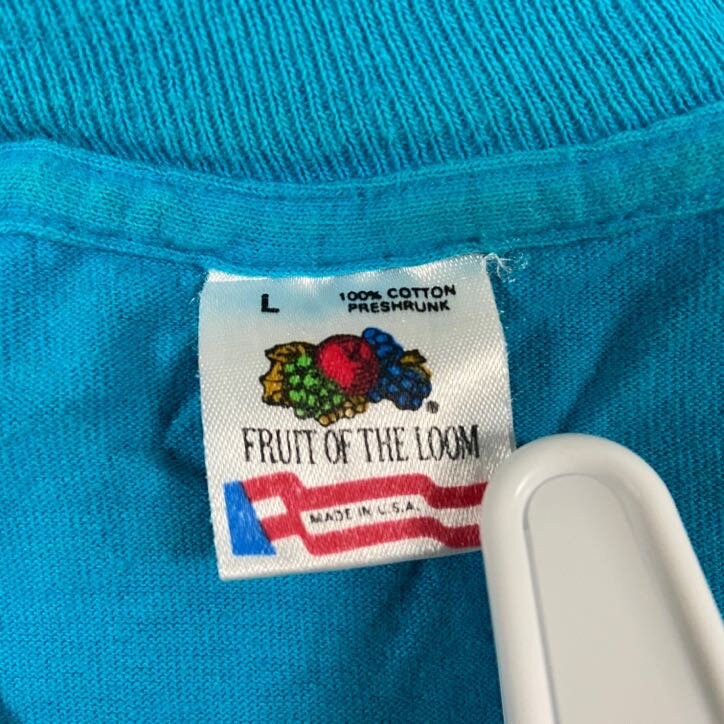 L
100% COTTON
PRESHRUNK
®
FRUIT OF THE LOOM
MADE IN U.S.A.